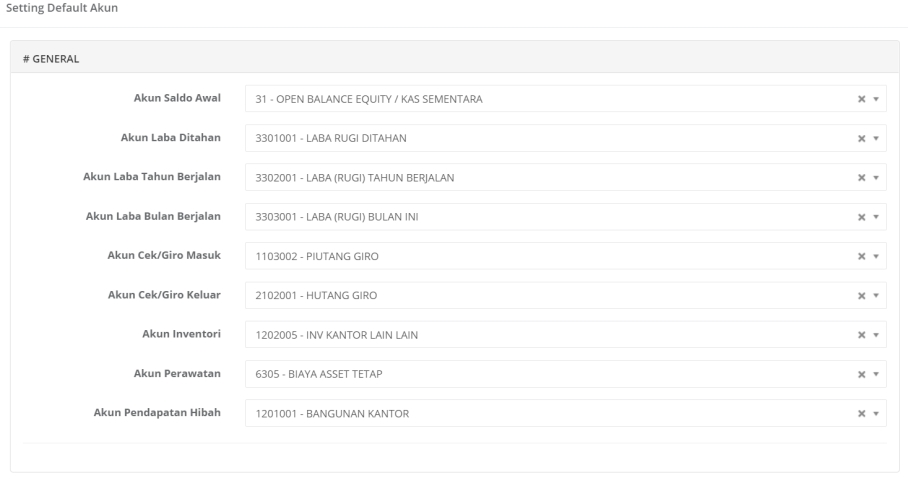 Setting Default Akun
# GENERAL
Akun Saldo Awal 31 - OPEN BALANCE EQUITY / KAS SEMENTARA
Akun Laba Ditahan 3301001 - LABA RUGI DITAHAN
Akun Laba Tahun Berjalan 3302001 - LABA (RUGI) TAHUN BERJALAN
Akun Laba Bulan Berjalan 3303001 - LABA (RUGI) BULAN INI
Akun Cek/Giro Masuk 1103002 - PIUTANG GIRO
Akun Cek/Giro Keluar 2102001 - HUTANG GIRO
Akun Inventori 1202005 - INV KANTOR LAIN LAIN
Akun Perawatan 6305 - BIAYA ASSET TETAP
Akun Pendapatan Hibah 1201001 - BANGUNAN KANTOR